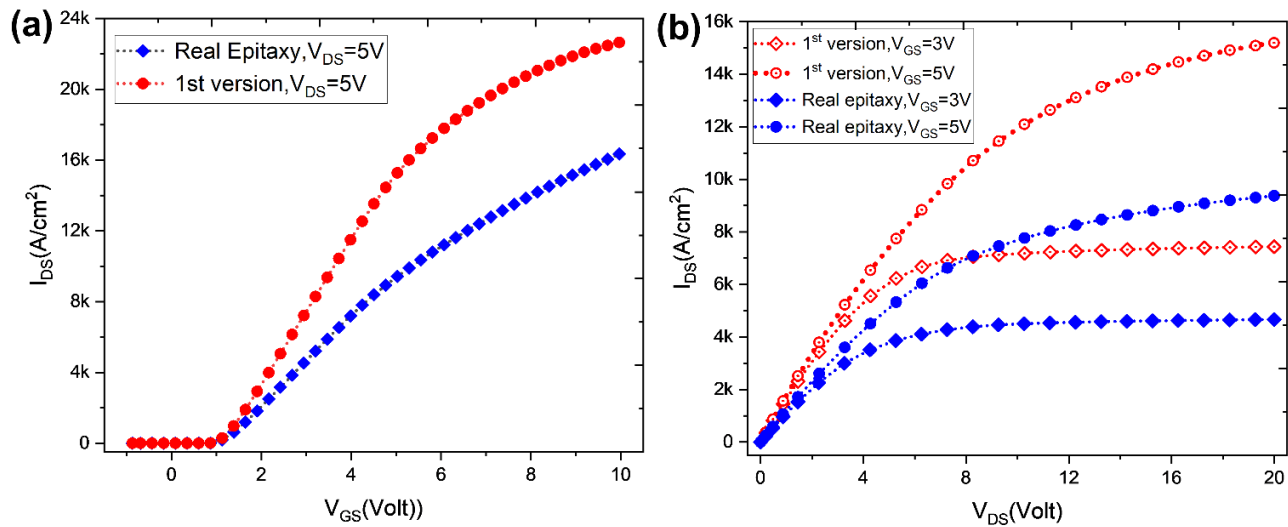 (a)
24k
20k
16k
12k
8k
4k
0
I_DS(A/cm²)
Real Epitaxy,V_DS=5V
1st version,V_DS=5V
0 2 4 6 8 10
V_GS(Volt))
(b)
16k
14k
12k
10k
8k
6k
4k
2k
0
I_DS(A/cm²)
1ˢᵗ version,V_GS=3V
1ˢᵗ version,V_GS=5V
Real epitaxy,V_GS=3V
Real epitaxy,V_GS=5V
0 4 8 12 16 20
V_DS(Volt)